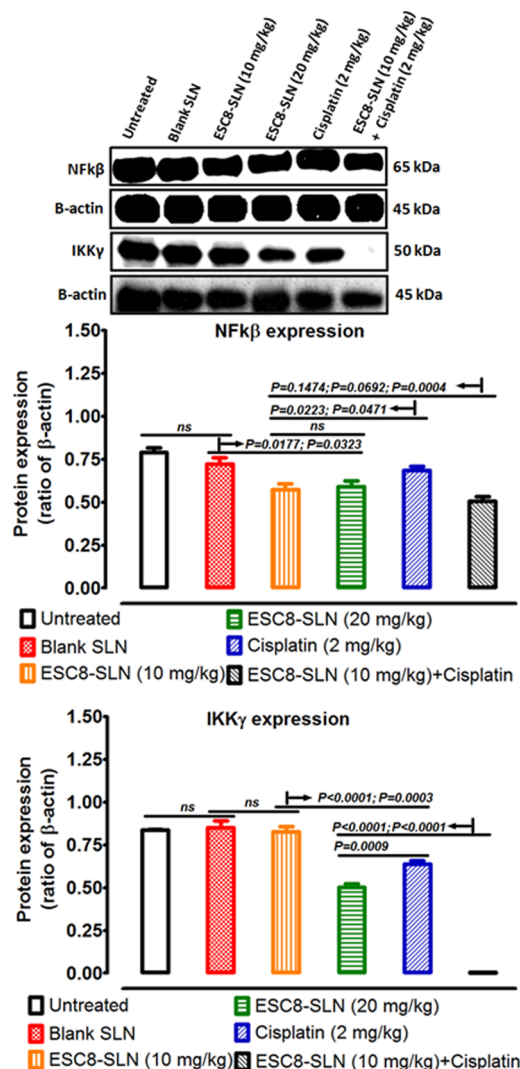 Untreated
Blank SLN
ESC8-SLN (10 mg/kg)
ESC8-SLN (20 mg/kg)
Cisplatin (2 mg/kg)
ESC8-SLN (10 mg/kg)
+ Cisplatin (2 mg/kg)
NFkβ 65 kDa
B-actin 45 kDa
IKKγ 50 kDa
B-actin 45 kDa
NFkβ expression
Protein expression
(ratio of β-actin)
1.50
1.25
1.00
0.75
0.50
0.25
0.00
P=0.1474; P=0.0692; P=0.0004
P=0.0223; P=0.0471
ns
ns
P=0.0177; P=0.0323
Untreated
Blank SLN
ESC8-SLN (10 mg/kg)
ESC8-SLN (20 mg/kg)
Cisplatin (2 mg/kg)
ESC8-SLN (10 mg/kg)+Cisplatin
IKKγ expression
Protein expression
(ratio of β-actin)
1.50
1.25
1.00
0.75
0.50
0.25
0.00
ns
ns
P<0.0001; P=0.0003
P<0.0001; P<0.0001
P=0.0009
Untreated
Blank SLN
ESC8-SLN (10 mg/kg)
ESC8-SLN (20 mg/kg)
Cisplatin (2 mg/kg)
ESC8-SLN (10 mg/kg)+Cisplatin